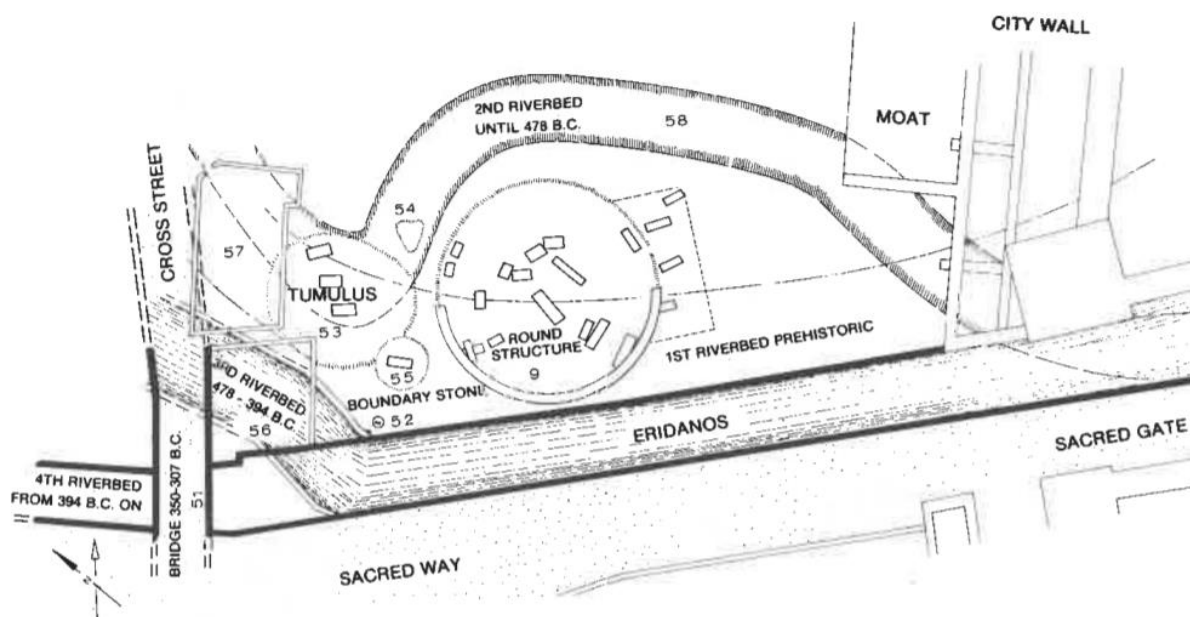 CITY WALL
2ND RIVERBED
UNTIL 478 B.C.
58
MOAT
CROSS STREET
54
57
TUMULUS
53
ROUND
STRUCTURE
9
1ST RIVERBED PREHISTORIC
55
3RD RIVERBED
478 - 394 B.C.
56
BOUNDARY STONE
52
ERIDANOS
SACRED GATE
4TH RIVERBED
FROM 394 B.C. ON
BRIDGE 350-307 B.C.
51
SACRED WAY
N